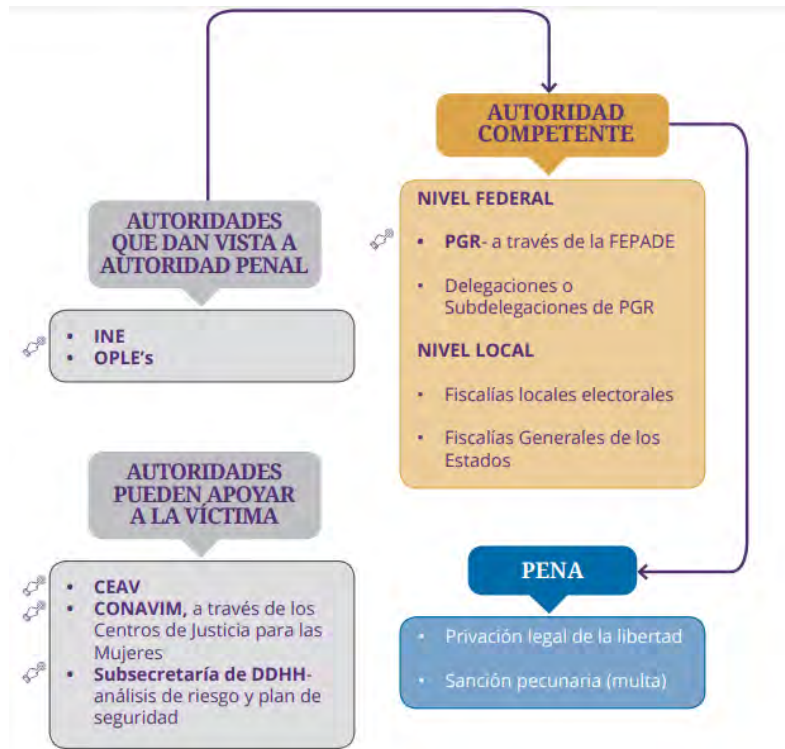 AUTORIDADES
QUE DAN VISTA A
AUTORIDAD PENAL
• INE
• OPLE's
AUTORIDADES
PUEDEN APOYAR
A LA VÍCTIMA
• CEAV
• CONAVIM, a través de los
Centros de Justicia para las
Mujeres
• Subsecretaría de DDHH-
análisis de riesgo y plan de
seguridad
AUTORIDAD
COMPETENTE
NIVEL FEDERAL
• PGR- a través de la FEPADE
• Delegaciones o
Subdelegaciones de PGR
NIVEL LOCAL
• Fiscalías locales electorales
• Fiscalías Generales de los
Estados
PENA
• Privación legal de la libertad
• Sanción pecunaria (multa)